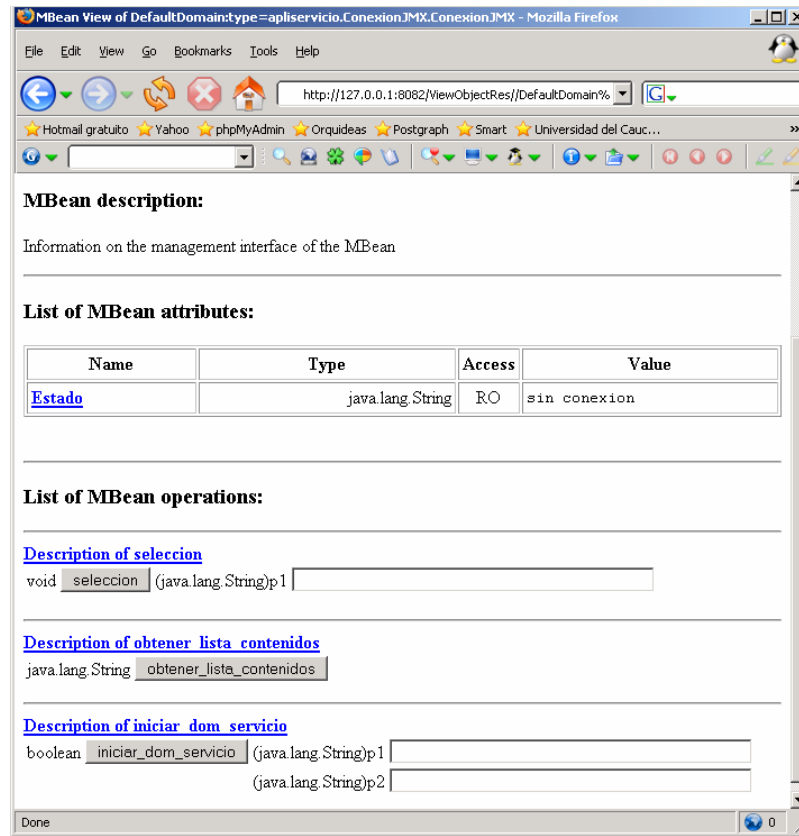 MBean View of DefaultDomain:type=apliservicio.ConexionJMX.ConexionJMX - Mozilla Firefox
File Edit View Go Bookmarks Tools Help
http://127.0.0.1:8082/ViewObjectRes//DefaultDomain%
G
Hotmail gratuito Yahoo phpMyAdmin Orquideas Postgraph Smart Universidad del Cauc... »
MBean description:
Information on the management interface of the MBean
List of MBean attributes:
Name Type Access Value
Estado java.lang.String RO sin conexion
List of MBean operations:
Description of seleccion
void seleccion (java.lang.String)p1
Description of obtener_lista_contenidos
java.lang.String obtener_lista_contenidos
Description of iniciar_dom_servicio
boolean iniciar_dom_servicio (java.lang.String)p1
(java.lang.String)p2
Done 0